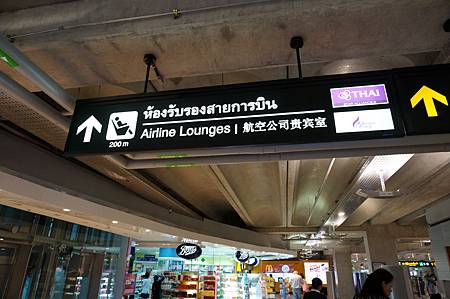 ห้องรับรองสายการบิน
200 m
Airline Lounges | 航空公司贵宾室
THAI
Boots